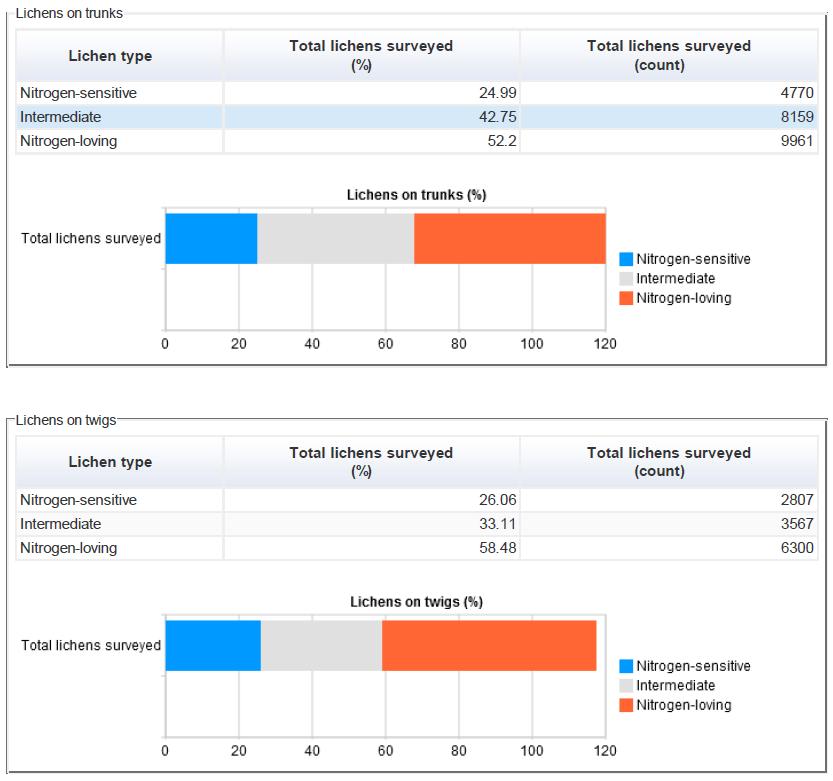 Lichens on trunks
Lichen type Total lichens surveyed (%) Total lichens surveyed (count)
Nitrogen-sensitive 24.99 4770
Intermediate 42.75 8159
Nitrogen-loving 52.2 9961
Lichens on trunks (%)
Total lichens surveyed
Nitrogen-sensitive
Intermediate
Nitrogen-loving
0 20 40 60 80 100 120
Lichens on twigs
Lichen type Total lichens surveyed (%) Total lichens surveyed (count)
Nitrogen-sensitive 26.06 2807
Intermediate 33.11 3567
Nitrogen-loving 58.48 6300
Lichens on twigs (%)
Total lichens surveyed
Nitrogen-sensitive
Intermediate
Nitrogen-loving
0 20 40 60 80 100 120